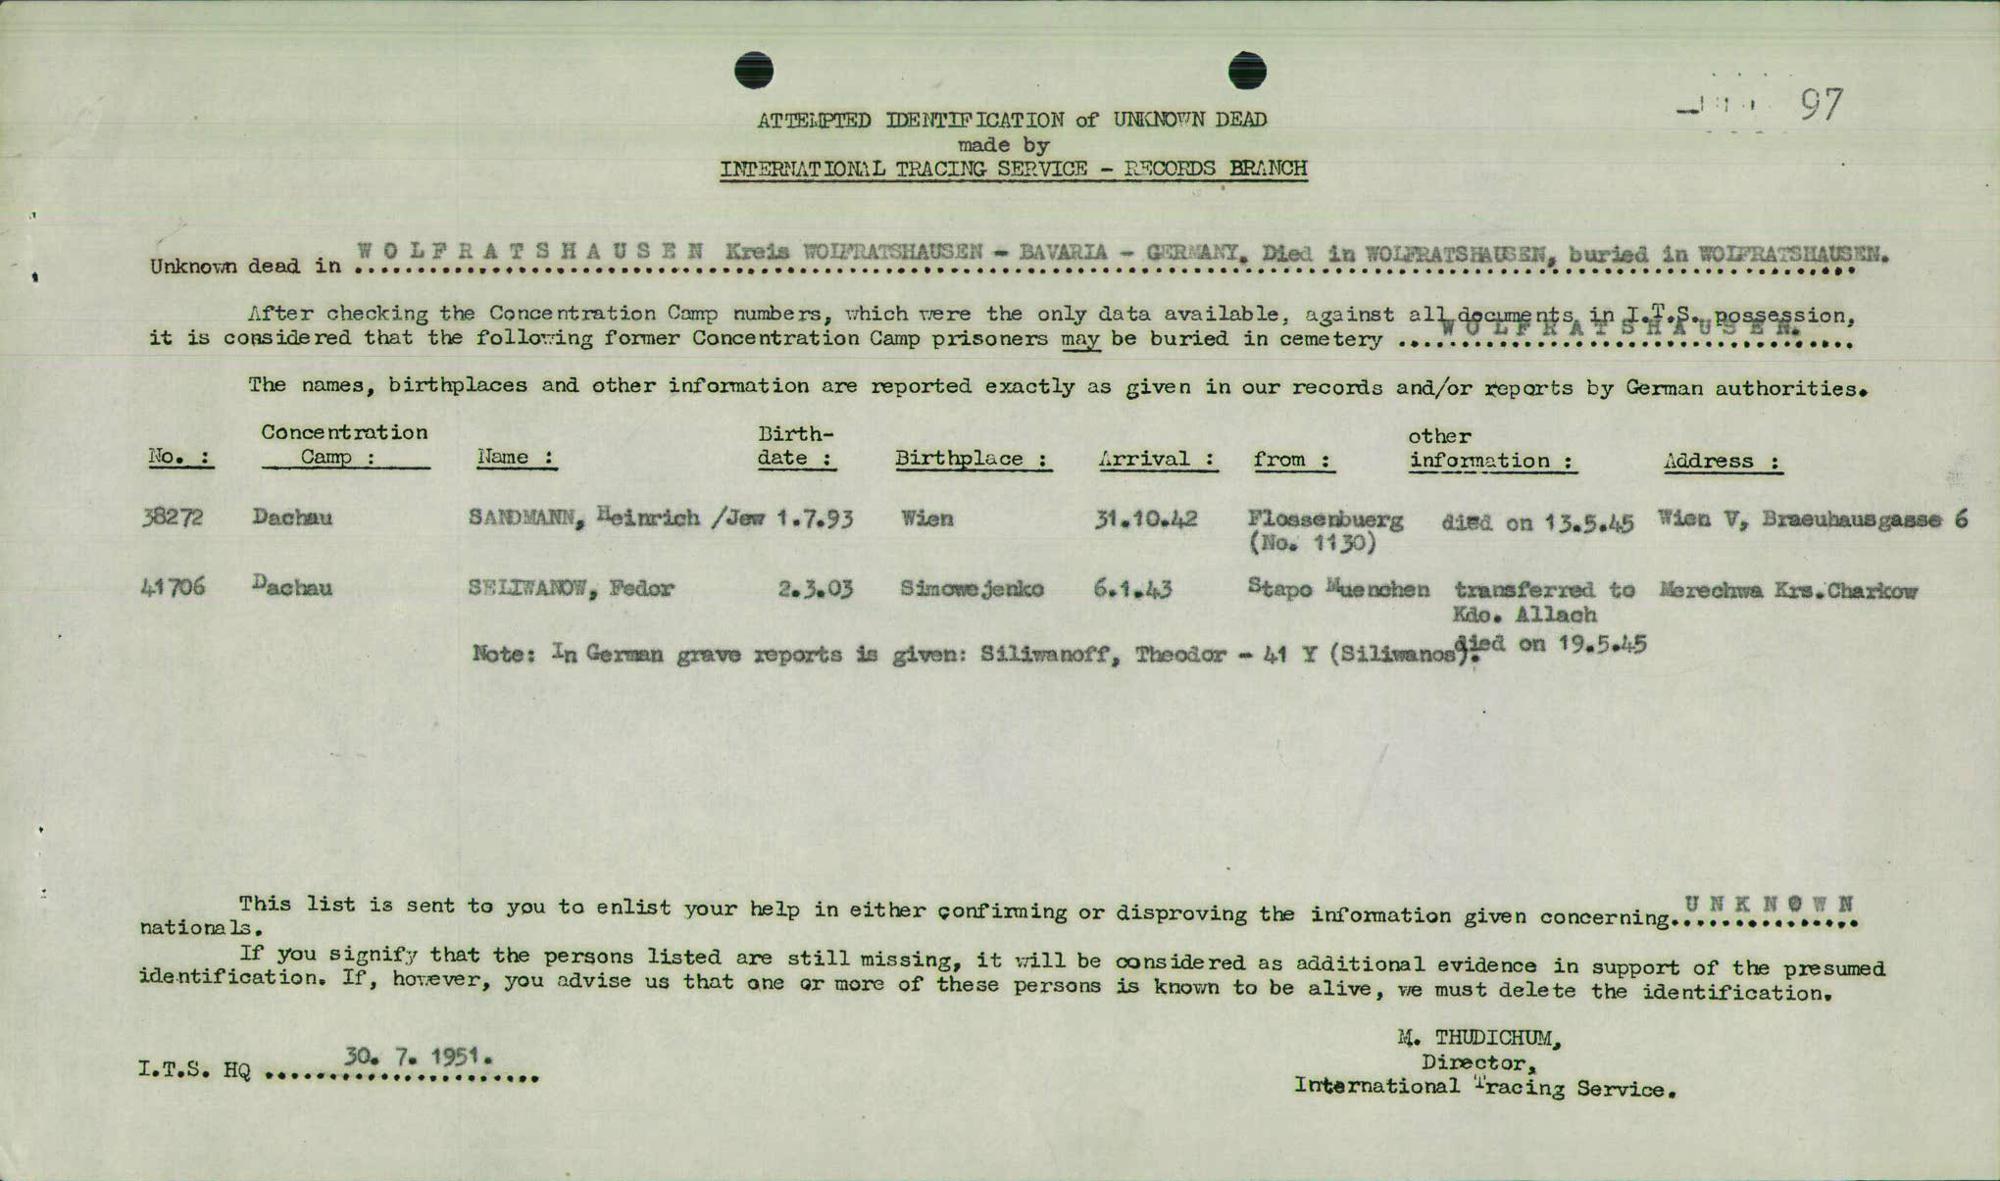 97
ATTEMPTED IDENTIFICATION of UNKNOWN DEAD
made by
INTERNATIONAL TRACING SERVICE - RECORDS BRANCH
Unknown dead in W O L F R A T S H A U S E N Kreis WOLFRATSHAUSEN - BAVARIA - GERMANY. Died in WOLFRATSHAUSEN, buried in WOLFRATSHAUSEN.
After checking the Concentration Camp numbers, which were the only data available, against all documents in I.T.S. possession,
it is considered that the following former Concentration Camp prisoners may be buried in cemetery W O L F R A T S H A U S E N.
The names, birthplaces and other information are reported exactly as given in our records and/or reports by German authorities.
No. : Concentration Camp : Name : Birth-date : Birthplace : Arrival : from : other information : Address :
38272 Dachau SANDMANN, Heinrich /Jew 1.7.93 Wien 31.10.42 Flossenbuerg died on 13.5.45 Wien V, Braeuhausgasse 6
(No. 1130)
41706 Dachau SELIWANOW, Fedor 2.3.03 Simowejenko 6.1.43 Stapo Muenchen transferred to Merechwa Krs.Charkow
Kdo. Allach
died on 19.5.45
Note: In German grave reports is given: Siliwanoff, Theodor - 41 Y (Siliwanos).
This list is sent to you to enlist your help in either confirming or disproving the information given concerning. U N K N O W N
nationals.
If you signify that the persons listed are still missing, it will be considered as additional evidence in support of the presumed
identification. If, however, you advise us that one or more of these persons is known to be alive, we must delete the identification.
M. THUDICHUM,
Director,
International Tracing Service.
I.T.S. HQ 30. 7. 1951.